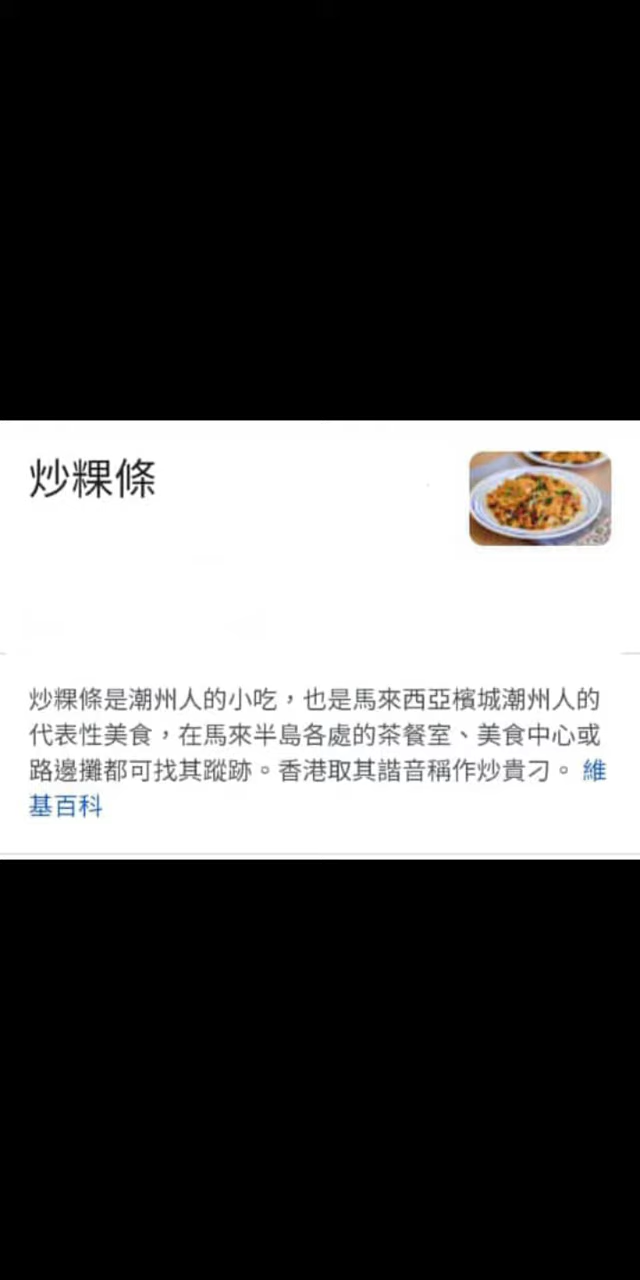 炒粿條
炒粿條是潮州人的小吃，也是馬來西亞檳城潮州人的
代表性美食，在馬來半島各處的茶餐室、美食中心或
路邊攤都可找其蹤跡。香港取其諧音稱作炒貴刁。 維
基百科